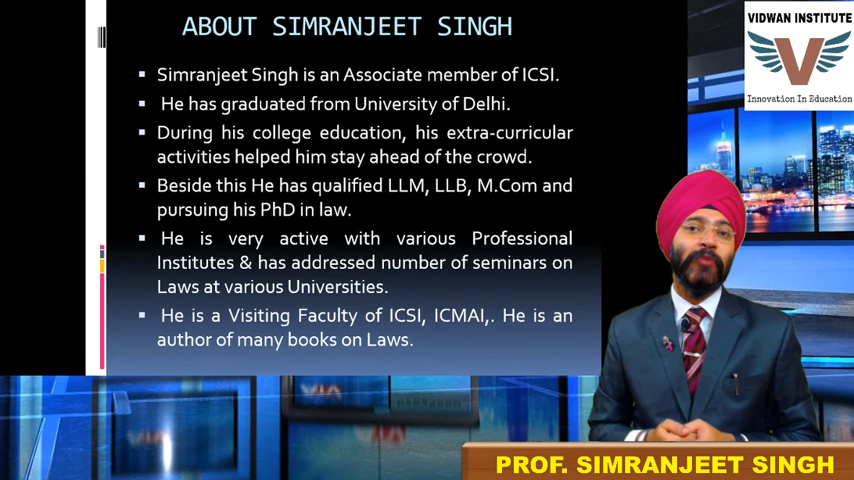 ABOUT SIMRANJEET SINGH
VIDWAN INSTITUTE
V
Innovation In Education
▪ Simranjeet Singh is an Associate member of ICSI.
▪ He has graduated from University of Delhi.
▪ During his college education, his extra-curricular
activities helped him stay ahead of the crowd.
▪ Beside this He has qualified LLM, LLB, M.Com and
pursuing his PhD in law.
▪ He is very active with various Professional
Institutes & has addressed number of seminars on
Laws at various Universities.
▪ He is a Visiting Faculty of ICSI, ICMAI,. He is an
author of many books on Laws.
PROF. SIMRANJEET SINGH